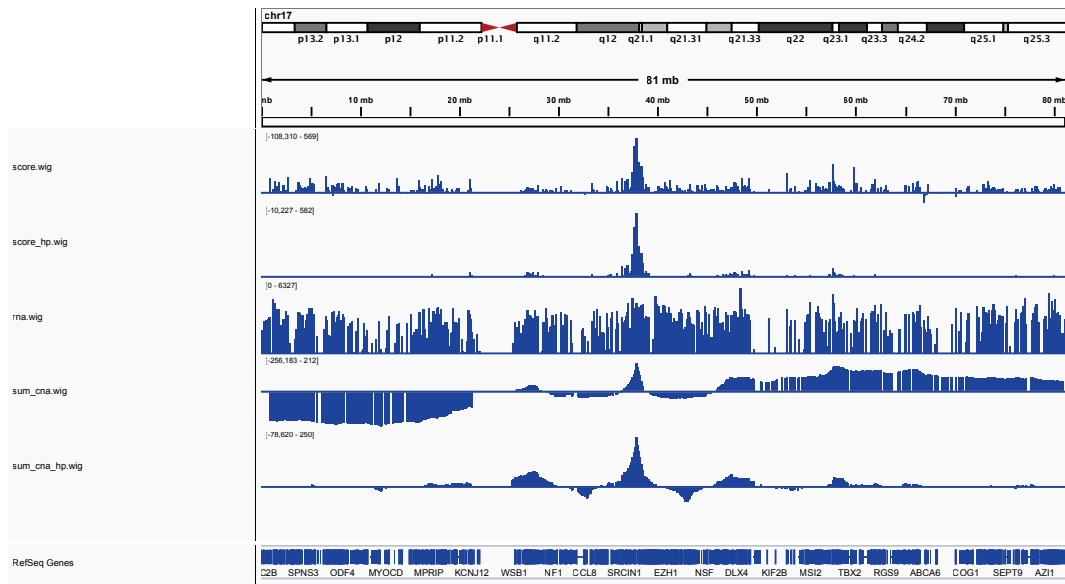 chr17
p13.2 p13.1 p12 p11.2 p11.1 q11.2 q12 q21.1 q21.31 q21.33 q22 q23.1 q23.3 q24.2 q25.1 q25.3
81 mb
mb 10 mb 20 mb 30 mb 40 mb 50 mb 60 mb 70 mb 80 mb
[-108,310 - 569]
score.wig
[-10,227 - 582]
score_hp.wig
[0 - 6327]
rna.wig
[-256,183 - 212]
sum_cna.wig
[-78,620 - 250]
sum_cna_hp.wig
RefSeq Genes
C2B SPNS3 ODF4 MYOCD MPRIP KCNJ12 WSB1 NF1 CCL8 SRCIN1 EZH1 NSF DLX4 KIF2B MSI2 TBX2 RGS9 ABCA6 COG1 SEPT9 AZI1